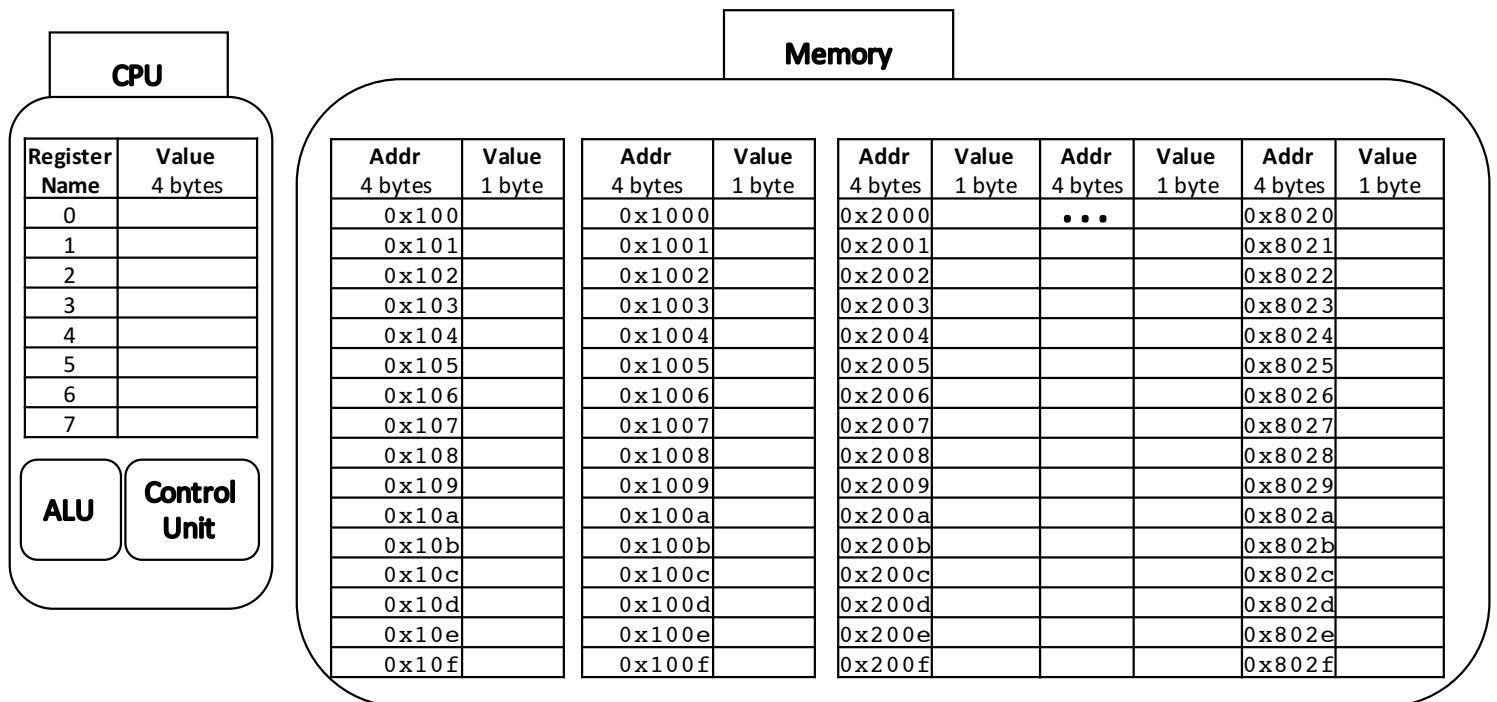 Memory
CPU
Register Value Addr Value Addr Value Addr Value Addr Value Addr Value
Name 4 bytes 4 bytes 1 byte 4 bytes 1 byte 4 bytes 1 byte 4 bytes 1 byte 4 bytes 1 byte
0 0x100 0x1000 0x2000 ... 0x8020
1 0x101 0x1001 0x2001 0x8021
2 0x102 0x1002 0x2002 0x8022
3 0x103 0x1003 0x2003 0x8023
4 0x104 0x1004 0x2004 0x8024
5 0x105 0x1005 0x2005 0x8025
6 0x106 0x1006 0x2006 0x8026
7 0x107 0x1007 0x2007 0x8027
0x108 0x1008 0x2008 0x8028
0x109 0x1009 0x2009 0x8029
ALU Control Unit
0x10a 0x100a 0x200a 0x802a
0x10b 0x100b 0x200b 0x802b
0x10c 0x100c 0x200c 0x802c
0x10d 0x100d 0x200d 0x802d
0x10e 0x100e 0x200e 0x802e
0x10f 0x100f 0x200f 0x802f